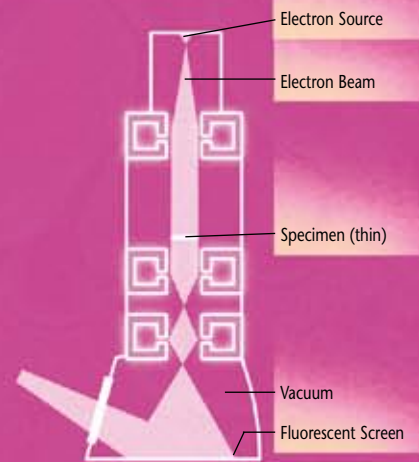 Electron Source
Electron Beam
Specimen (thin)
Vacuum
Fluorescent Screen